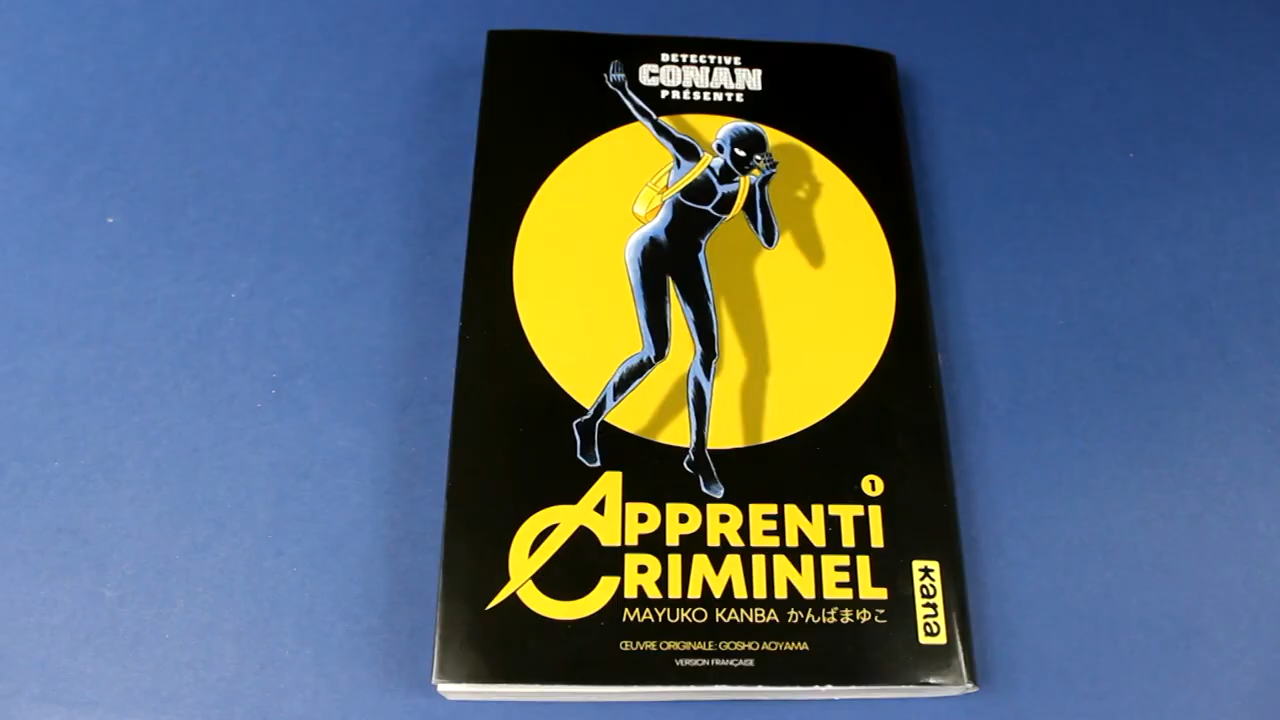 DETECTIVE
CONAN
PRÉSENTE
1
APPRENTI
CRIMINEL
MAYUKO KANBA かんばまゆこ
ŒUVRE ORIGINALE: GOSHO AOYAMA
VERSION FRANÇAISE
kana